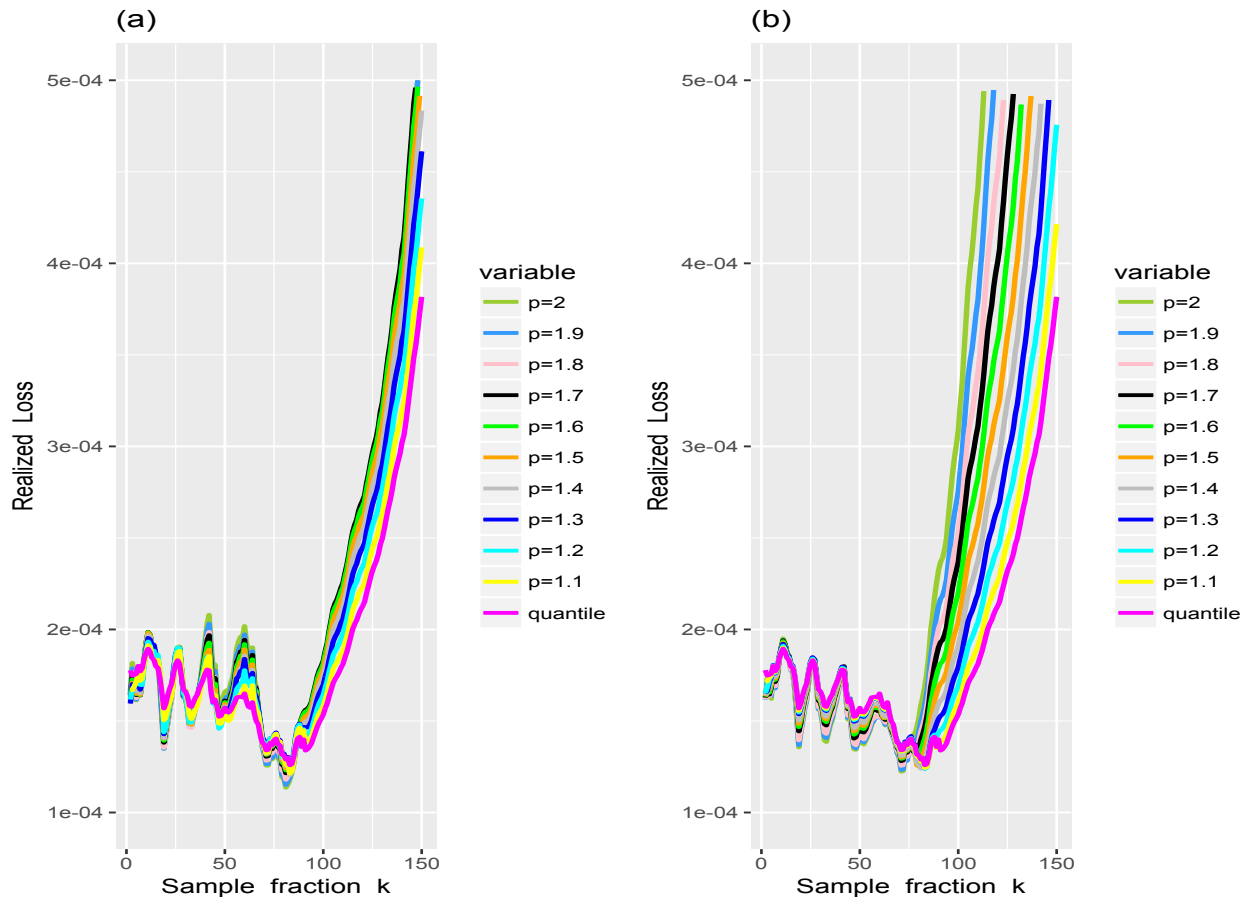 (a)
5e-04
4e-04
3e-04
2e-04
1e-04
Realized Loss
0
50
100
150
Sample fraction k
variable
p=2
p=1.9
p=1.8
p=1.7
p=1.6
p=1.5
p=1.4
p=1.3
p=1.2
p=1.1
quantile
(b)
5e-04
4e-04
3e-04
2e-04
1e-04
Realized Loss
0
50
100
150
Sample fraction k
variable
p=2
p=1.9
p=1.8
p=1.7
p=1.6
p=1.5
p=1.4
p=1.3
p=1.2
p=1.1
quantile